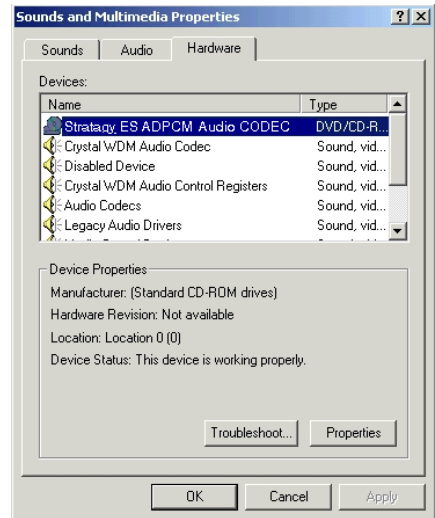 Sounds and Multimedia Properties
Sounds Audio Hardware
Devices:
Name Type
Stratagy ES ADPCM Audio CODEC DVD/CD-R...
Crystal WDM Audio Codec Sound, vid...
Disabled Device Sound, vid...
Crystal WDM Audio Control Registers Sound, vid...
Audio Codecs Sound, vid...
Legacy Audio Drivers Sound, vid...
Device Properties
Manufacturer: (Standard CD-ROM drives)
Hardware Revision: Not available
Location: Location 0 (0)
Device Status: This device is working properly.
Troubleshoot... Properties
OK Cancel Apply